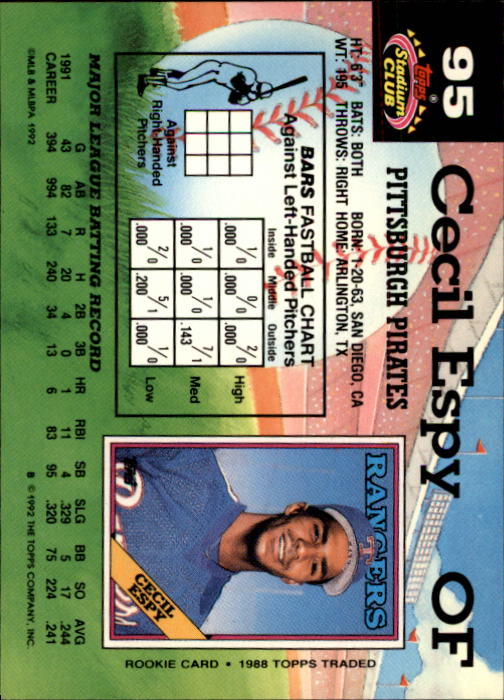 95
Topps®
Stadium
CLUB
Cecil Espy OF
PITTSBURGH PIRATES
HT: 6'3" BATS: BOTH BORN: 1-20-63, SAN DIEGO, CA
WT: 195 THROWS: RIGHT HOME: ARLINGTON, TX
BARS FASTBALL CHART
Against Left-Handed Pitchers
Against
Right-Handed
Pitchers
Inside Middle Outside
1/0 .000 0/0 .000 2/0 .000 High
1/0 .000 1/0 .000 7/1 .143 Med
2/0 .000 5/1 .200 1/0 .000 Low
RANGERS
CECIL
ESPY
Topps
ROOKIE CARD • 1988 TOPPS TRADED
MAJOR LEAGUE BATTING RECORD
G AB R H 2B 3B HR RBI SB SLG BB SO AVG
1991 43 82 7 20 4 0 1 11 4 .329 5 17 .244
CAREER 394 994 133 240 34 13 6 83 95 .320 75 224 .241
©MLB & MLBPA 1992
B © 1992 THE TOPPS COMPANY, INC.